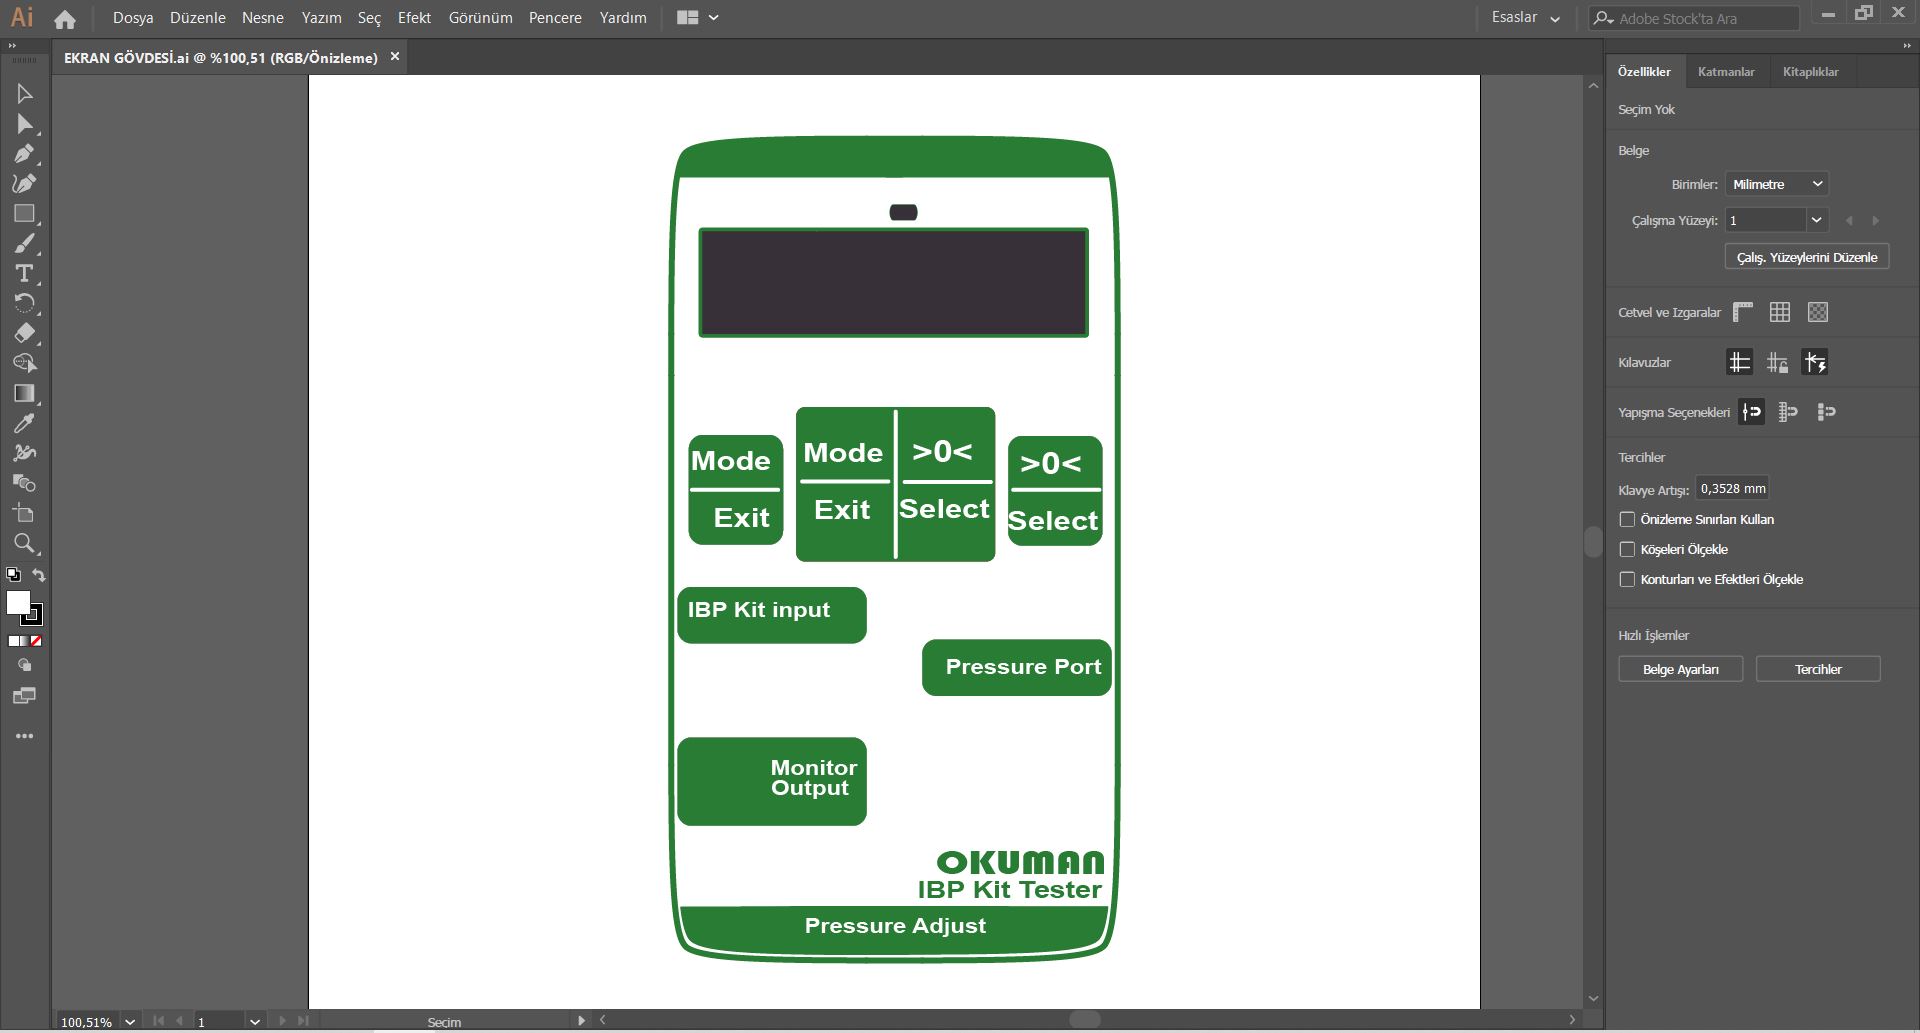 Ai Dosya Düzenle Nesne Yazım Seç Efekt Görünüm Pencere Yardım Esaslar Adobe Stock'ta Ara
EKRAN GÖVDESİ.ai @ %100,51 (RGB/Önizleme)
Mode
Exit
Mode
Exit
>0<
Select
>0<
Select
IBP Kit input
Pressure Port
Monitor
Output
OKUMAN
IBP Kit Tester
Pressure Adjust
Özellikler Katmanlar Kitaplıklar
Seçim Yok
Belge
Birimler: Milimetre
Çalışma Yüzeyi: 1
Çalış. Yüzeylerini Düzenle
Cetvel ve Izgaralar
Kılavuzlar
Yapışma Seçenekleri
Tercihler
Klavye Artışı: 0,3528 mm
Önizleme Sınırları Kullan
Köşeleri Ölçekle
Konturları ve Efektleri Ölçekle
Hızlı İşlemler
Belge Ayarları Tercihler
100,51% 1 Seçim